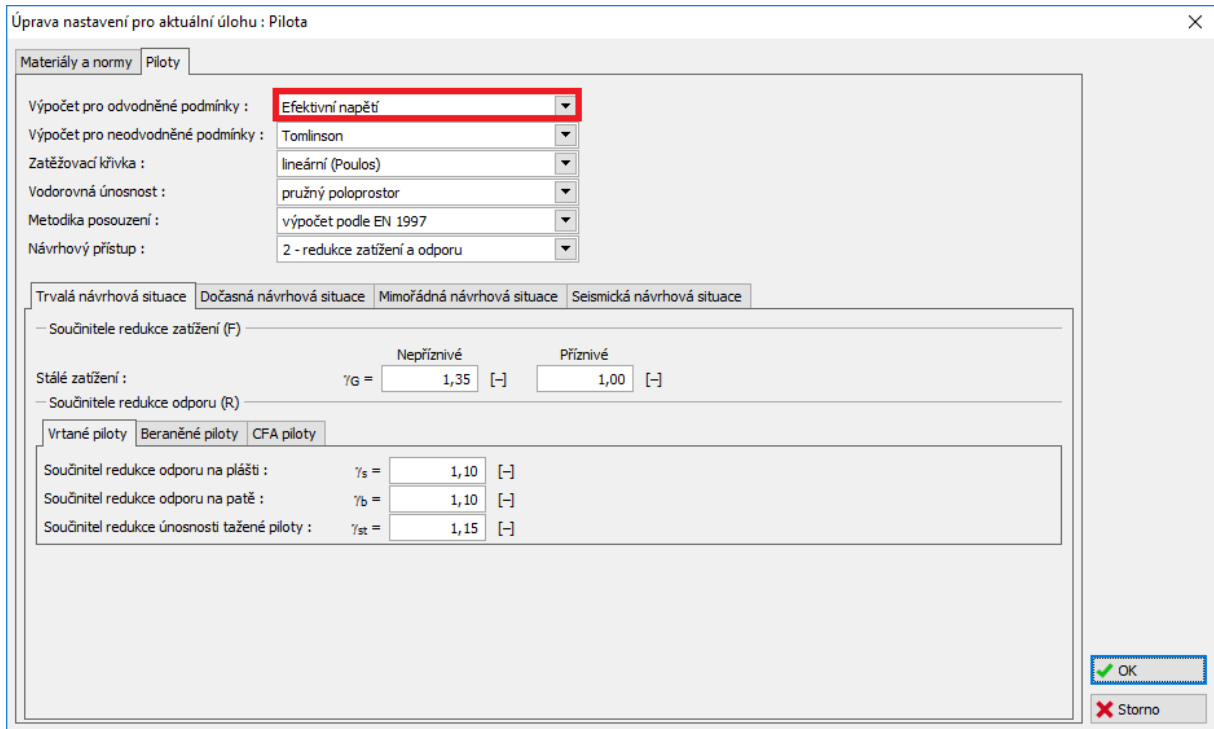 Úprava nastavení pro aktuální úlohu : Pilota
Materiály a normy Piloty
Výpočet pro odvodněné podmínky : Efektivní napětí
Výpočet pro neodvodněné podmínky : Tomlinson
Zatěžovací křivka : lineární (Poulos)
Vodorovná únosnost : pružný poloprostor
Metodika posouzení : výpočet podle EN 1997
Návrhový přístup : 2 - redukce zatížení a odporu
Trvalá návrhová situace Dočasná návrhová situace Mimořádná návrhová situace Seismická návrhová situace
Součinitele redukce zatížení (F)
Nepříznivé Příznivé
Stálé zatížení : γG = 1,35 [–] 1,00 [–]
Součinitele redukce odporu (R)
Vrtané piloty Beraněné piloty CFA piloty
Součinitel redukce odporu na plášti : γs = 1,10 [–]
Součinitel redukce odporu na patě : γb = 1,10 [–]
Součinitel redukce únosnosti tažené piloty : γst = 1,15 [–]
OK
Storno